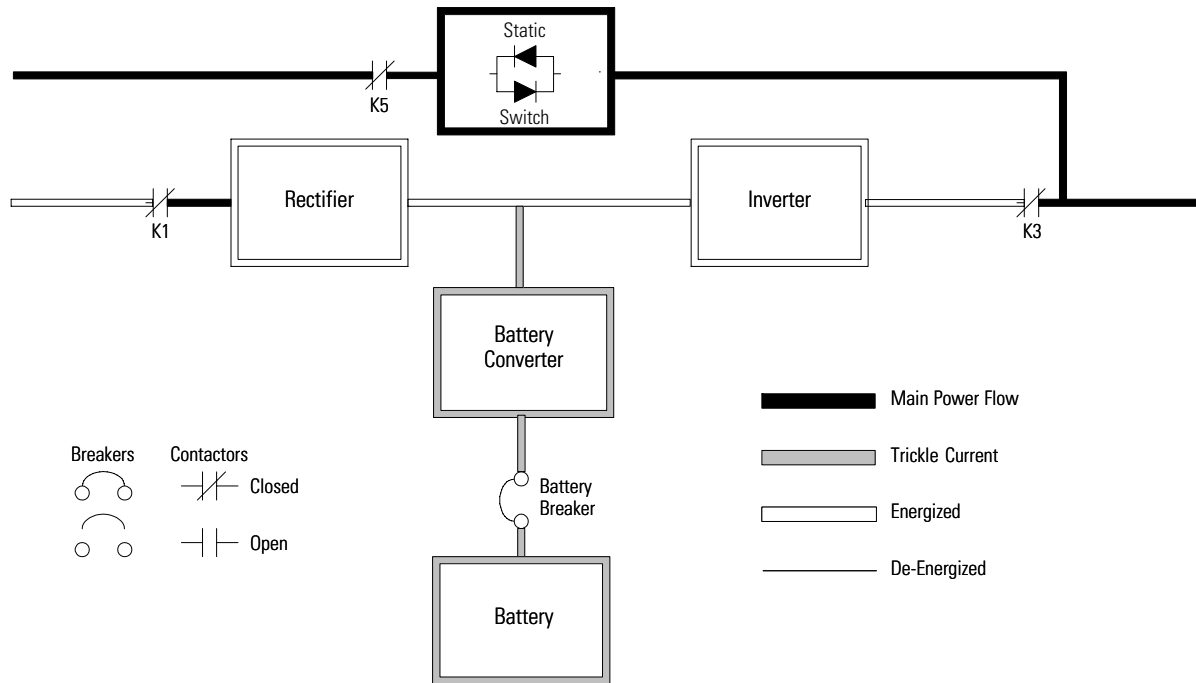 Static
Switch
K5
Rectifier
Inverter
K1
K3
Battery
Converter
Main Power Flow
Trickle Current
Energized
De-Energized
Breakers
Contactors
Closed
Open
Battery
Breaker
Battery